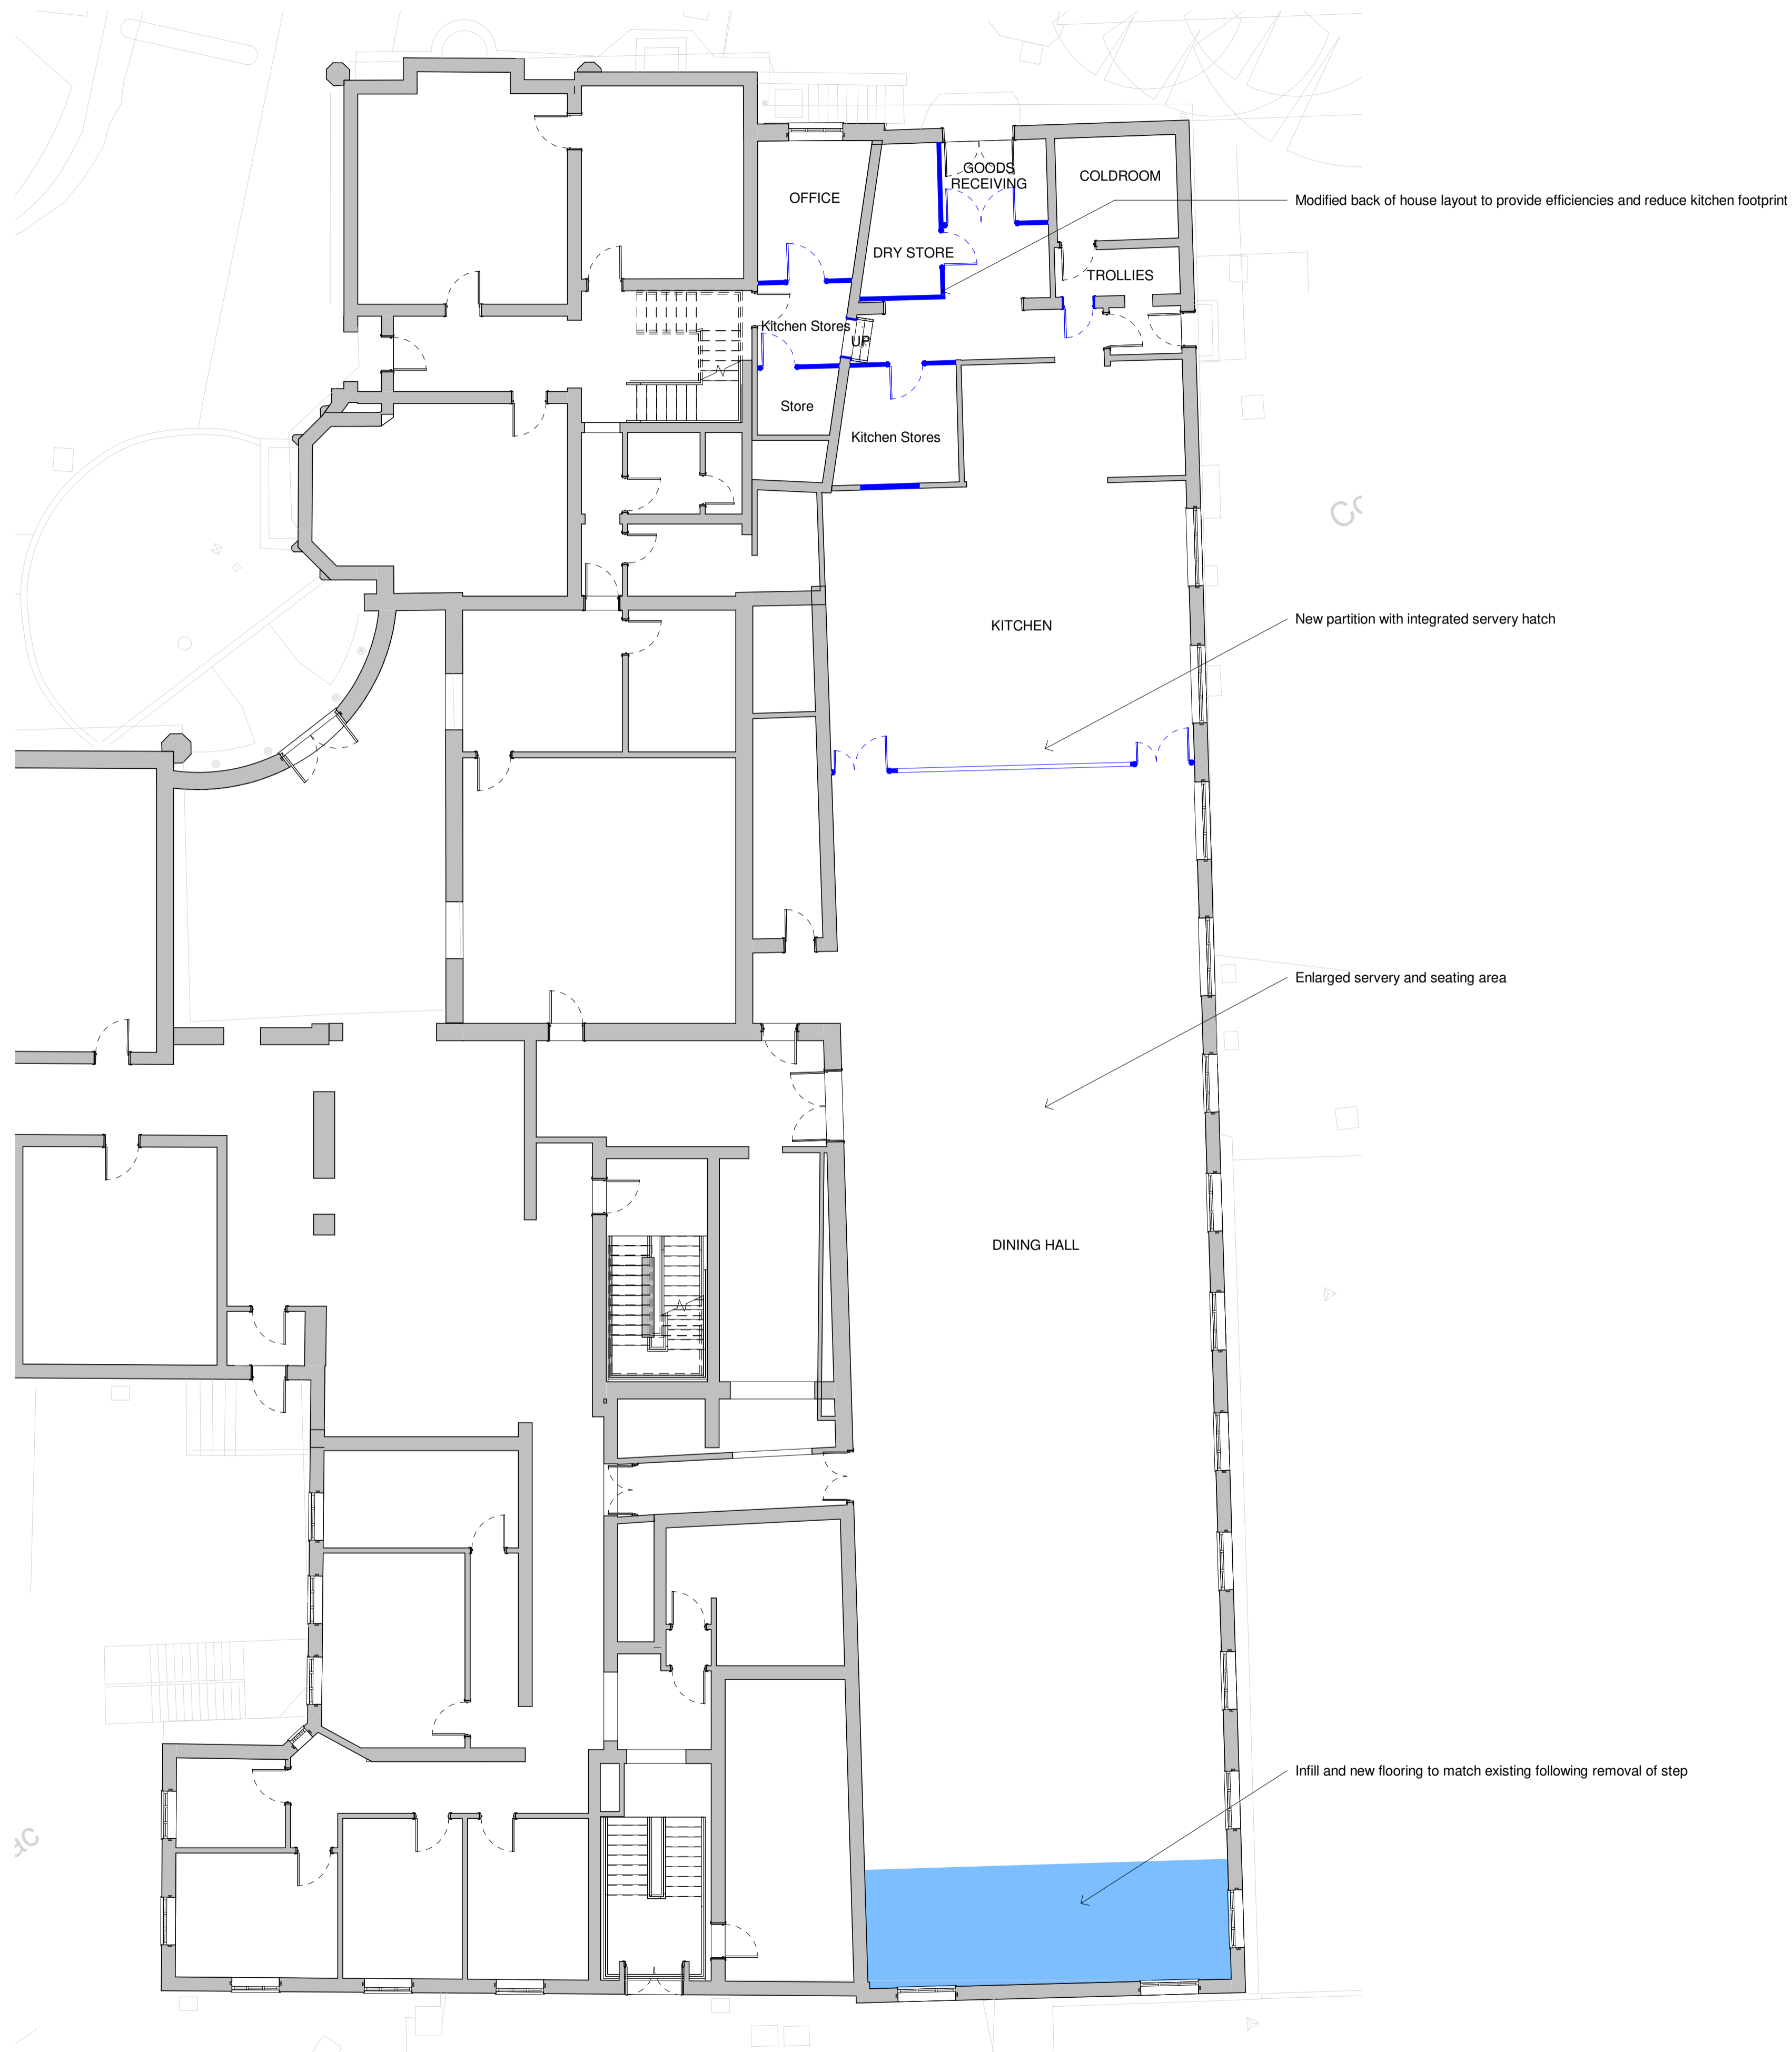 GOODS
RECEIVING
COLDROOM
OFFICE
Modified back of house layout to provide efficiencies and reduce kitchen footprint
DRY STORE
TROLLIES
Kitchen Stores
UP
Store
Kitchen Stores
Co
New partition with integrated servery hatch
KITCHEN
Enlarged servery and seating area
DINING HALL
Infill and new flooring to match existing following removal of step